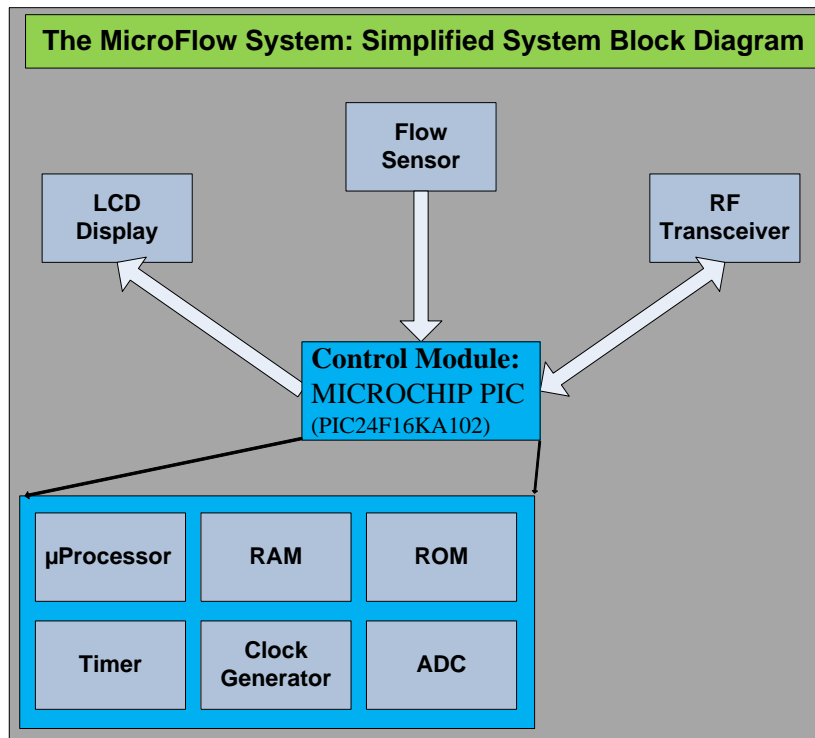 The MicroFlow System: Simplified System Block Diagram
Flow
Sensor
LCD
Display
RF
Transceiver
Control Module:
MICROCHIP PIC
(PIC24F16KA102)
µProcessor
RAM
ROM
Timer
Clock
Generator
ADC